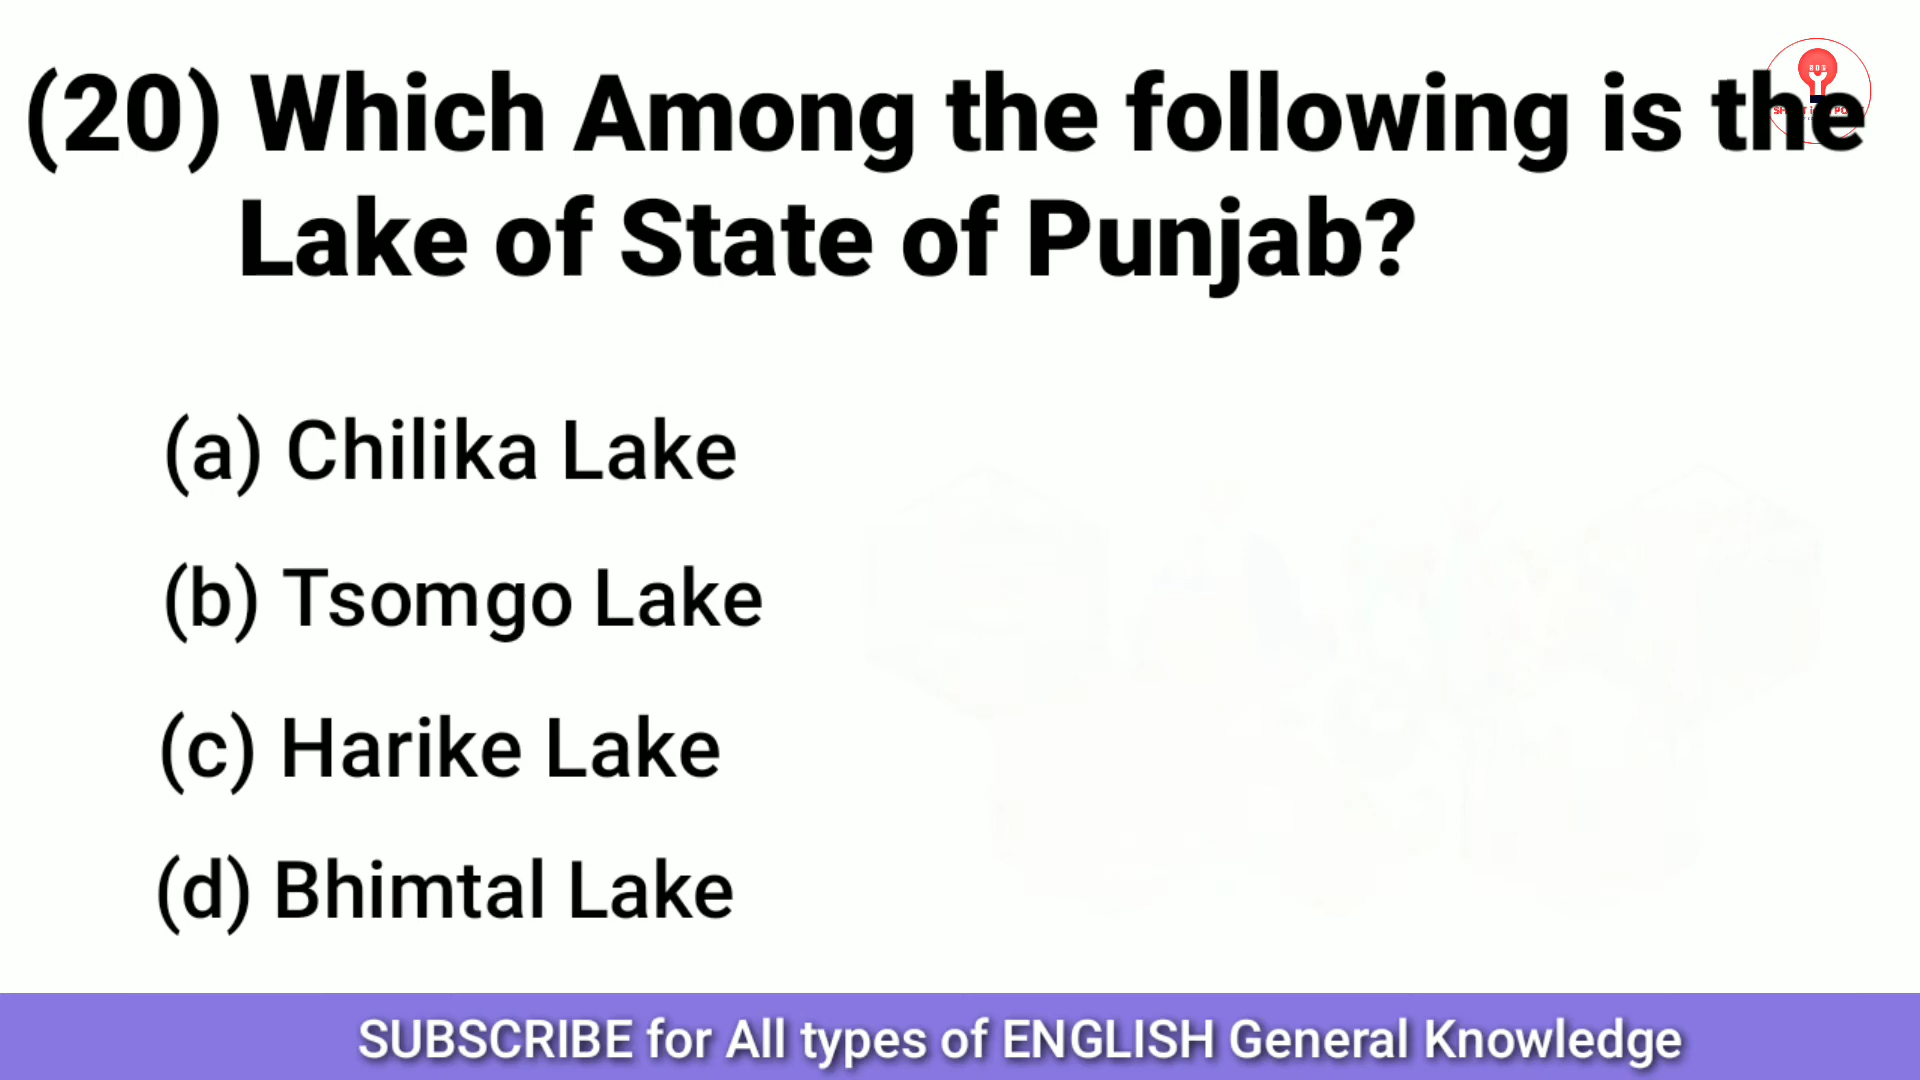 (20) Which Among the following is the
Lake of State of Punjab?
(a) Chilika Lake
(b) Tsomgo Lake
(c) Harike Lake
(d) Bhimtal Lake
SUBSCRIBE for All types of ENGLISH General Knowledge